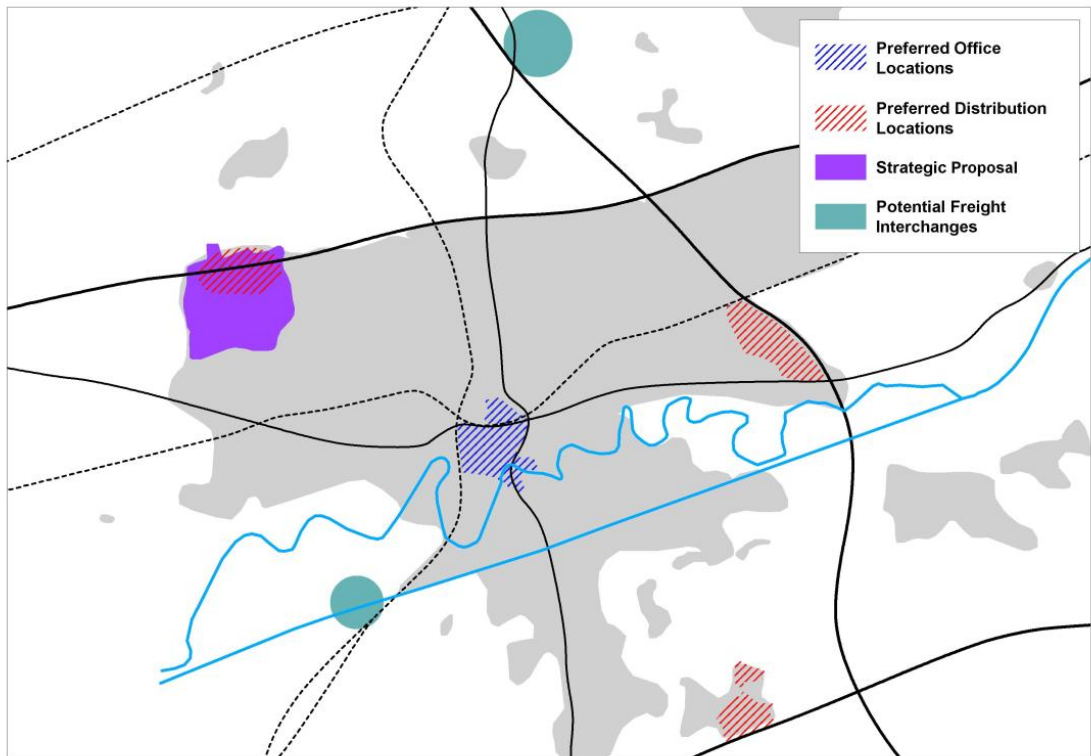 Preferred Office
Locations
Preferred Distribution
Locations
Strategic Proposal
Potential Freight
Interchanges